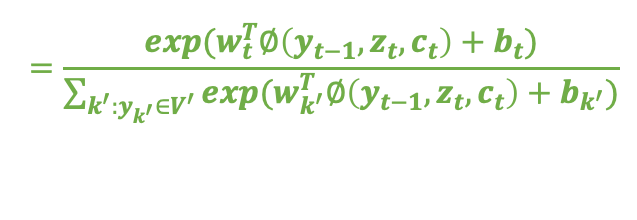 = exp(w_t^T ∅(y_{t−1}, z_t, c_t) + b_t) / ∑_{k′:y_{k′}∈V′} exp(w_{k′}^T ∅(y_{t−1}, z_t, c_t) + b_{k′})